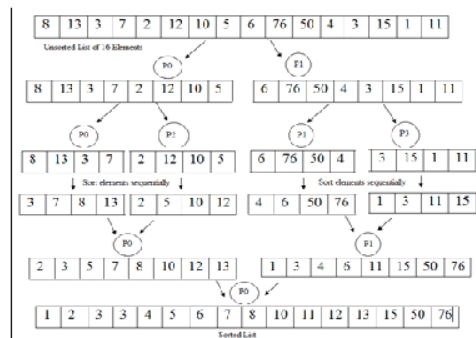 8 13 3 7 2 12 10 5 6 76 50 4 3 15 1 11
Unsorted List of 16 Elements
P0 P1
8 13 3 7 2 12 10 5 6 76 50 4 3 15 1 11
P0 P2 P1 P3
8 13 3 7 2 12 10 5 6 76 50 4 3 15 1 11
Sort elements sequentially Sort elements sequentially
3 7 8 13 2 5 10 12 4 6 50 76 1 3 11 15
P0 P1
2 3 5 7 8 10 12 13 1 3 4 6 11 15 50 76
P0
1 2 3 3 4 5 6 7 8 10 11 12 13 15 50 76
Sorted List